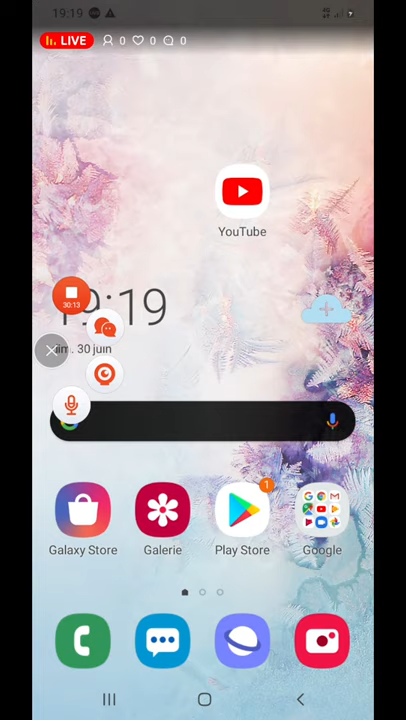 19:19
LIVE 0 0 0
YouTube
30:13
19:19
dim. 30 juin
1
Galaxy Store Galerie Play Store Google